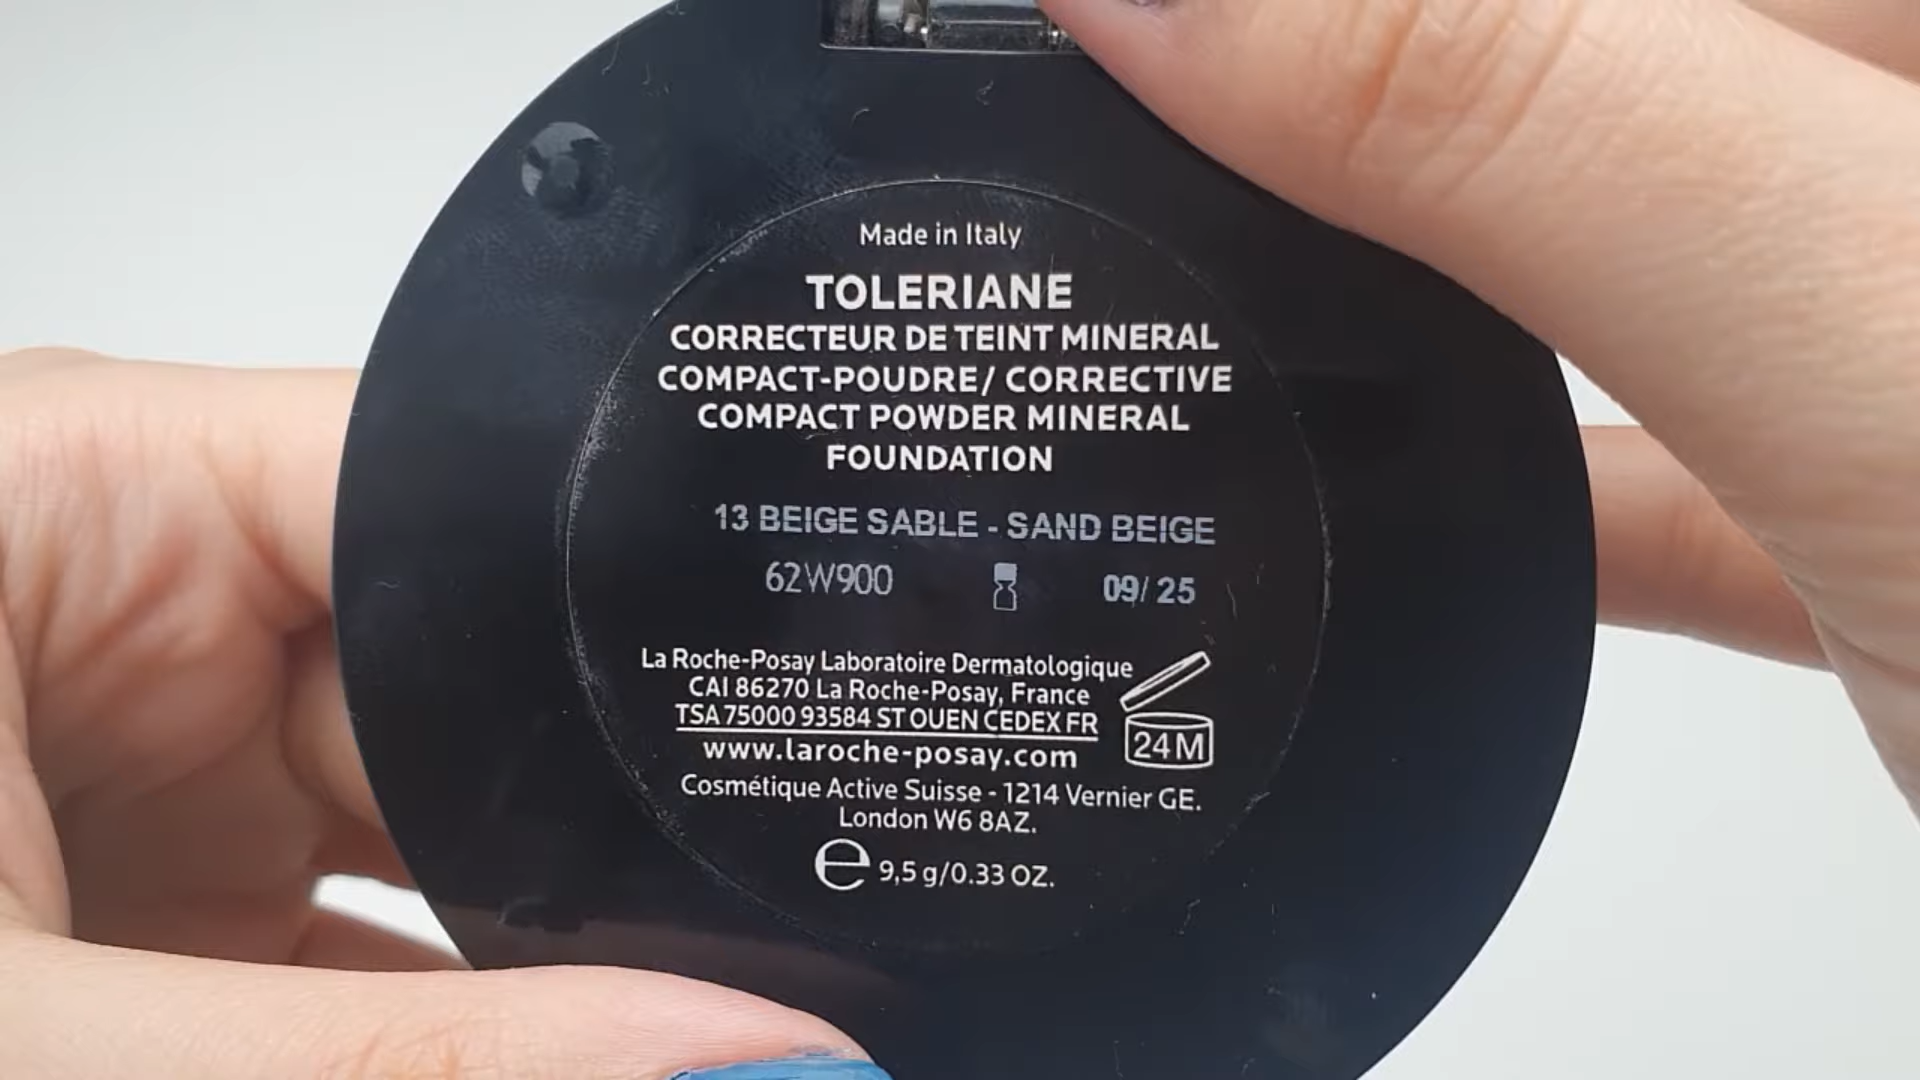 Made in Italy
TOLERIANE
CORRECTEUR DE TEINT MINERAL
COMPACT-POUDRE/ CORRECTIVE
COMPACT POWDER MINERAL
FOUNDATION
13 BEIGE SABLE - SAND BEIGE
62W900 09/ 25
La Roche-Posay Laboratoire Dermatologique
CAI 86270 La Roche-Posay, France
TSA 75000 93584 ST OUEN CEDEX FR
www.laroche-posay.com
24M
Cosmétique Active Suisse - 1214 Vernier GE.
London W6 8AZ.
e 9,5 g/0.33 OZ.